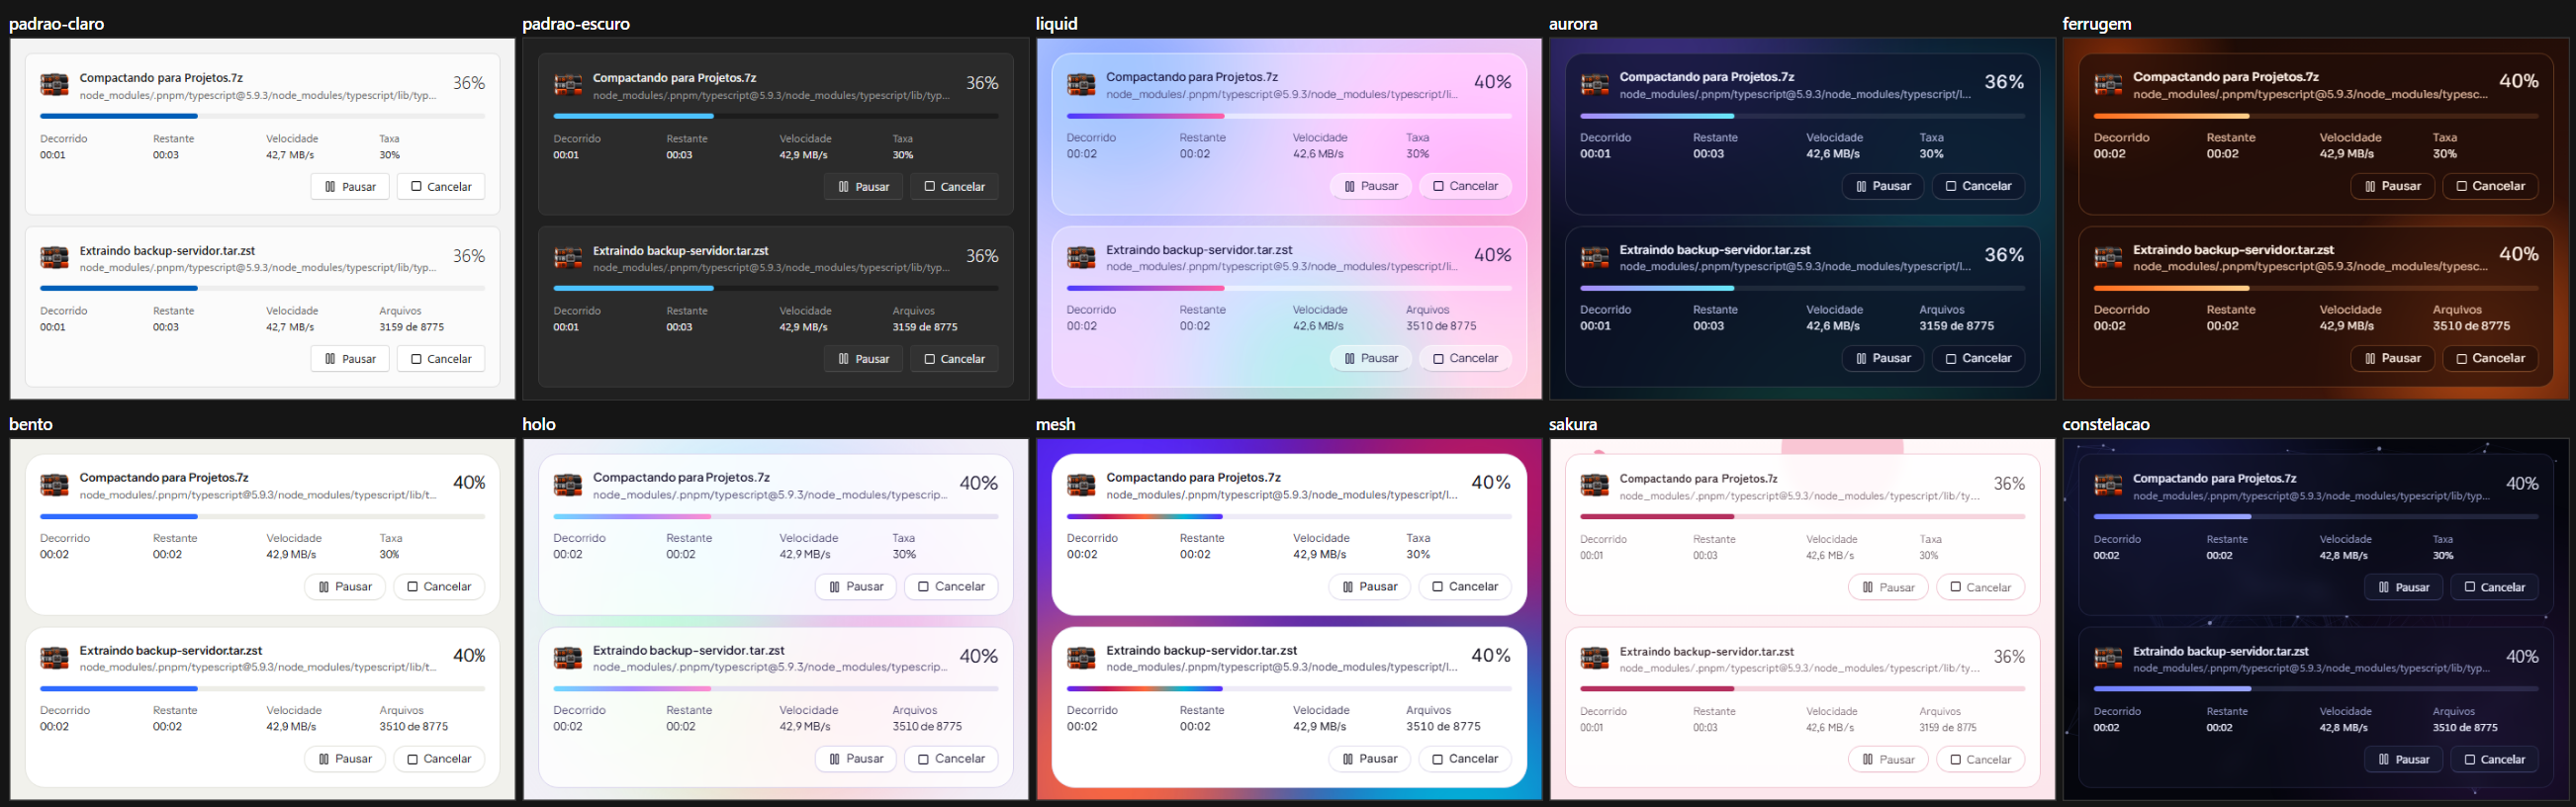 padrao-claro
Compactando para Projetos.7z
36%
node_modules/.pnpm/typescript@5.9.3/node_modules/typescript/lib/typ...
Decorrido Restante Velocidade Taxa
00:01 00:03 42,7 MB/s 30%
Pausar Cancelar
Extraindo backup-servidor.tar.zst
36%
node_modules/.pnpm/typescript@5.9.3/node_modules/typescript/lib/typ...
Decorrido Restante Velocidade Arquivos
00:01 00:03 42,7 MB/s 3159 de 8775
Pausar Cancelar
padrao-escuro
Compactando para Projetos.7z
36%
node_modules/.pnpm/typescript@5.9.3/node_modules/typescript/lib/typ...
Decorrido Restante Velocidade Taxa
00:01 00:03 42,9 MB/s 30%
Pausar Cancelar
Extraindo backup-servidor.tar.zst
36%
node_modules/.pnpm/typescript@5.9.3/node_modules/typescript/lib/typ...
Decorrido Restante Velocidade Arquivos
00:01 00:03 42,9 MB/s 3159 de 8775
Pausar Cancelar
liquid
Compactando para Projetos.7z
40%
node_modules/.pnpm/typescript@5.9.3/node_modules/typescript/li...
Decorrido Restante Velocidade Taxa
00:02 00:02 42,6 MB/s 30%
Pausar Cancelar
Extraindo backup-servidor.tar.zst
40%
node_modules/.pnpm/typescript@5.9.3/node_modules/typescript/li...
Decorrido Restante Velocidade Arquivos
00:02 00:02 42,6 MB/s 3510 de 8775
Pausar Cancelar
aurora
Compactando para Projetos.7z
36%
node_modules/.pnpm/typescript@5.9.3/node_modules/typescript/l...
Decorrido Restante Velocidade Taxa
00:01 00:03 42,6 MB/s 30%
Pausar Cancelar
Extraindo backup-servidor.tar.zst
36%
node_modules/.pnpm/typescript@5.9.3/node_modules/typescript/l...
Decorrido Restante Velocidade Arquivos
00:01 00:03 42,6 MB/s 3159 de 8775
Pausar Cancelar
ferrugem
Compactando para Projetos.7z
40%
node_modules/.pnpm/typescript@5.9.3/node_modules/typesc...
Decorrido Restante Velocidade Taxa
00:02 00:02 42,9 MB/s 30%
Pausar Cancelar
Extraindo backup-servidor.tar.zst
40%
node_modules/.pnpm/typescript@5.9.3/node_modules/typesc...
Decorrido Restante Velocidade Arquivos
00:02 00:02 42,9 MB/s 3510 de 8775
Pausar Cancelar
bento
Compactando para Projetos.7z
40%
node_modules/.pnpm/typescript@5.9.3/node_modules/typescript/lib/t...
Decorrido Restante Velocidade Taxa
00:02 00:02 42,9 MB/s 30%
Pausar Cancelar
Extraindo backup-servidor.tar.zst
40%
node_modules/.pnpm/typescript@5.9.3/node_modules/typescript/lib/t...
Decorrido Restante Velocidade Arquivos
00:02 00:02 42,9 MB/s 3510 de 8775
Pausar Cancelar
holo
Compactando para Projetos.7z
40%
node_modules/.pnpm/typescript@5.9.3/node_modules/typescrip...
Decorrido Restante Velocidade Taxa
00:02 00:02 42,9 MB/s 30%
Pausar Cancelar
Extraindo backup-servidor.tar.zst
40%
node_modules/.pnpm/typescript@5.9.3/node_modules/typescrip...
Decorrido Restante Velocidade Arquivos
00:02 00:02 42,9 MB/s 3510 de 8775
Pausar Cancelar
mesh
Compactando para Projetos.7z
40%
node_modules/.pnpm/typescript@5.9.3/node_modules/typescript/l...
Decorrido Restante Velocidade Taxa
00:02 00:02 42,9 MB/s 30%
Pausar Cancelar
Extraindo backup-servidor.tar.zst
40%
node_modules/.pnpm/typescript@5.9.3/node_modules/typescript/l...
Decorrido Restante Velocidade Arquivos
00:02 00:02 42,9 MB/s 3510 de 8775
Pausar Cancelar
sakura
Compactando para Projetos.7z
36%
node_modules/.pnpm/typescript@5.9.3/node_modules/typescript/lib/ty...
Decorrido Restante Velocidade Taxa
00:01 00:03 42,6 MB/s 30%
Pausar Cancelar
Extraindo backup-servidor.tar.zst
36%
node_modules/.pnpm/typescript@5.9.3/node_modules/typescript/lib/ty...
Decorrido Restante Velocidade Arquivos
00:01 00:03 42,6 MB/s 3159 de 8775
Pausar Cancelar
constelacao
Compactando para Projetos.7z
40%
node_modules/.pnpm/typescript@5.9.3/node_modules/typescript/lib/typ...
Decorrido Restante Velocidade Taxa
00:02 00:02 42,8 MB/s 30%
Pausar Cancelar
Extraindo backup-servidor.tar.zst
40%
node_modules/.pnpm/typescript@5.9.3/node_modules/typescript/lib/typ...
Decorrido Restante Velocidade Arquivos
00:02 00:02 42,8 MB/s 3510 de 8775
Pausar Cancelar